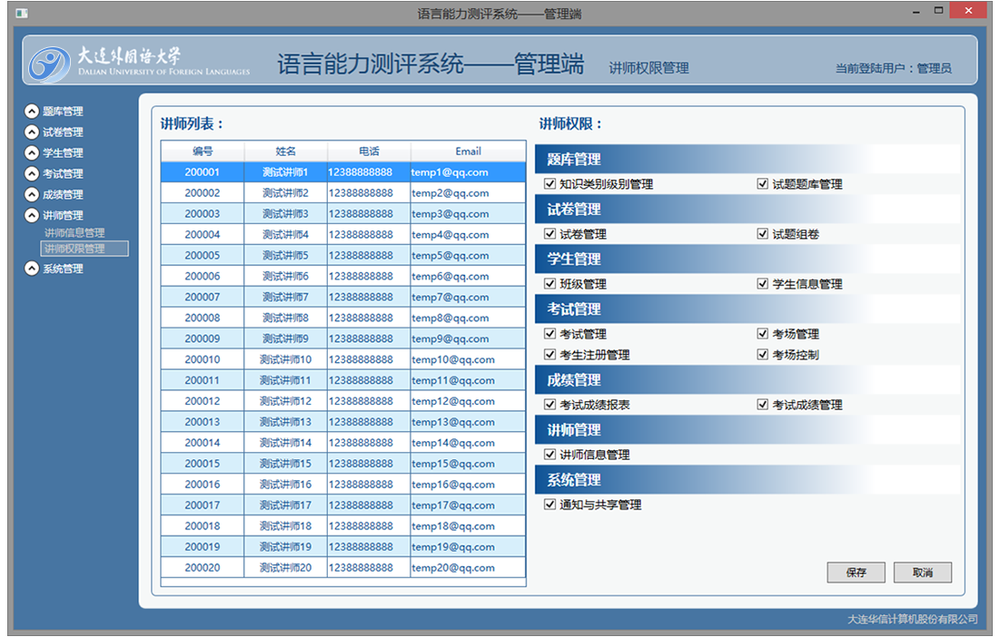 语言能力测评系统——管理端
大连外国语大学
DALIAN UNIVERSITY OF FOREIGN LANGUAGES
语言能力测评系统——管理端 讲师权限管理 当前登陆用户：管理员
题库管理
试卷管理
学生管理
考试管理
成绩管理
讲师管理
讲师信息管理
讲师权限管理
系统管理
讲师列表：
编号 姓名 电话 Email
200001 测试讲师1 12388888888 temp1@qq.com
200002 测试讲师2 12388888888 temp2@qq.com
200003 测试讲师3 12388888888 temp3@qq.com
200004 测试讲师4 12388888888 temp4@qq.com
200005 测试讲师5 12388888888 temp5@qq.com
200006 测试讲师6 12388888888 temp6@qq.com
200007 测试讲师7 12388888888 temp7@qq.com
200008 测试讲师8 12388888888 temp8@qq.com
200009 测试讲师9 12388888888 temp9@qq.com
200010 测试讲师10 12388888888 temp10@qq.com
200011 测试讲师11 12388888888 temp11@qq.com
200012 测试讲师12 12388888888 temp12@qq.com
200013 测试讲师13 12388888888 temp13@qq.com
200014 测试讲师14 12388888888 temp14@qq.com
200015 测试讲师15 12388888888 temp15@qq.com
200016 测试讲师16 12388888888 temp16@qq.com
200017 测试讲师17 12388888888 temp17@qq.com
200018 测试讲师18 12388888888 temp18@qq.com
200019 测试讲师19 12388888888 temp19@qq.com
200020 测试讲师20 12388888888 temp20@qq.com
讲师权限：
题库管理
知识类别级别管理 试题题库管理
试卷管理
试卷管理 试题组卷
学生管理
班级管理 学生信息管理
考试管理
考试管理 考场管理
考生注册管理 考场控制
成绩管理
考试成绩报表 考试成绩管理
讲师管理
讲师信息管理
系统管理
通知与共享管理
保存 取消
大连华信计算机股份有限公司